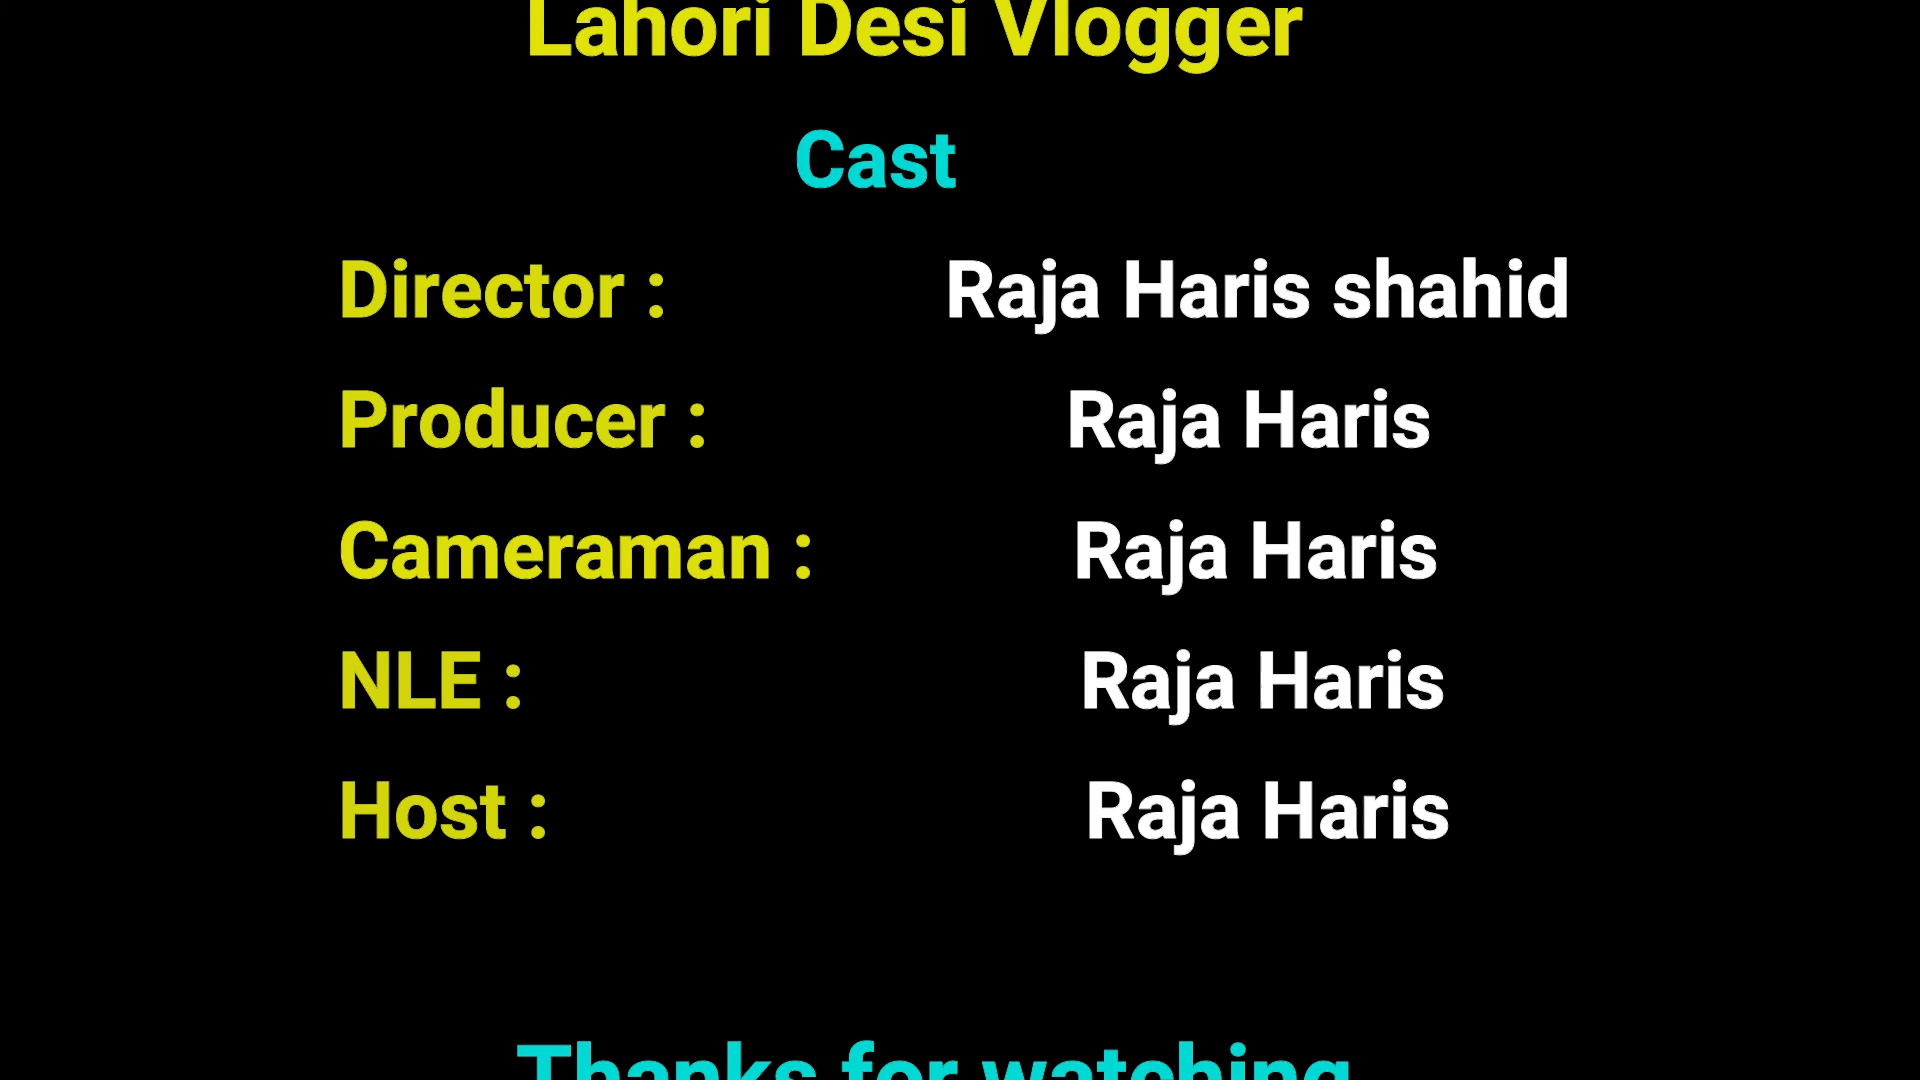 Lahori Desi Vlogger
Cast
Director : Raja Haris shahid
Producer : Raja Haris
Cameraman : Raja Haris
NLE : Raja Haris
Host : Raja Haris
Thanks for watching